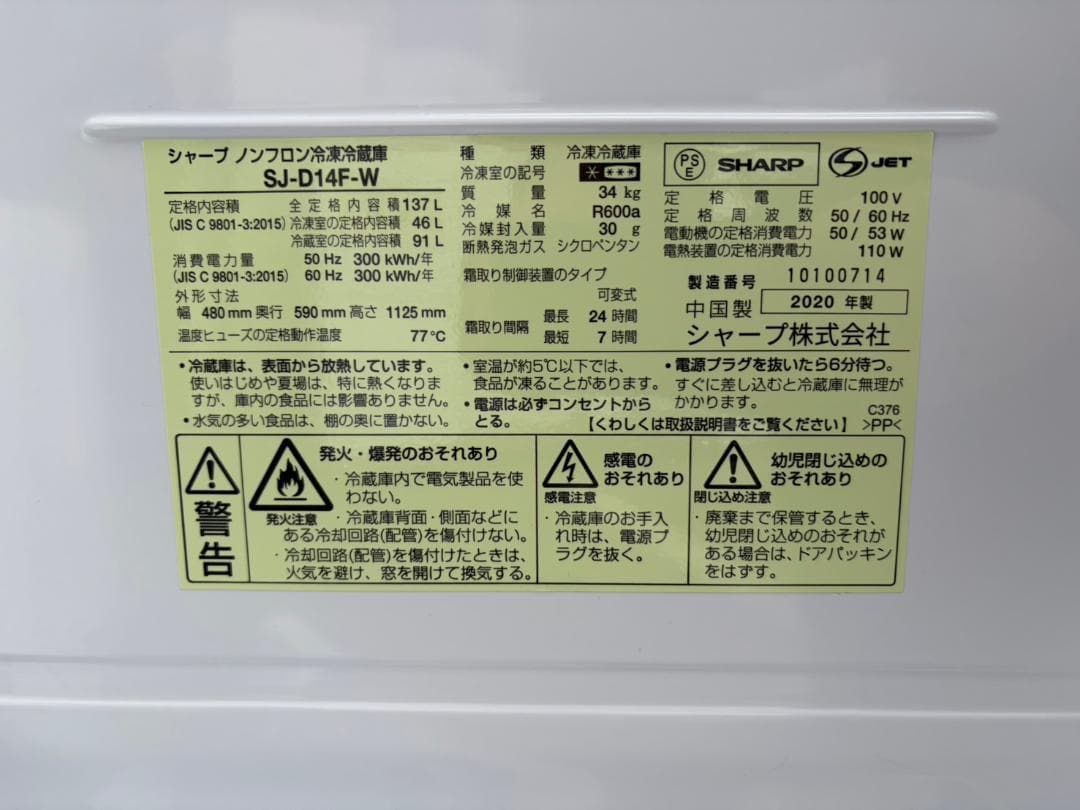 シャープ ノンフロン冷凍冷蔵庫
SJ-D14F-W
定格内容積 全定格内容積 137 L
(JIS C 9801-3:2015) 冷凍室の定格内容積 46 L
冷蔵室の定格内容積 91 L
消費電力量 50 Hz 300 kWh/年
(JIS C 9801-3:2015) 60 Hz 300 kWh/年
外形寸法
幅 480 mm 奥行 590 mm 高さ 1125 mm
温度ヒューズの定格動作温度 77℃
種類 冷凍冷蔵庫
冷凍室の記号 * ***
質量 34 kg
冷媒名 R600a
冷媒封入量 30 g
断熱発泡ガス シクロペンタン
霜取り制御装置のタイプ
可変式
霜取り間隔 最長 24 時間
最短 7 時間
PS E SHARP S JET
定格電圧 100 V
定格周波数 50 / 60 Hz
電動機の定格消費電力 50 / 53 W
電熱装置の定格消費電力 110 W
製造番号 10100714
中国製 2020 年製
シャープ株式会社
・冷蔵庫は、表面から放熱しています。
使いはじめや夏場は、特に熱くなりま
すが、庫内の食品には影響ありません。
・水気の多い食品は、棚の奥に置かない。
・室温が約5℃以下では、
食品が凍ることがあります。
・電源は必ずコンセントから
とる。
・電源プラグを抜いたら6分待つ。
すぐに差し込むと冷蔵庫に無理が
かかります。
【くわしくは取扱説明書をご覧ください】
C376
>PP<
警告
発火・爆発のおそれあり
発火注意
・冷蔵庫内で電気製品を使
わない。
・冷蔵庫背面・側面などに
ある冷却回路(配管)を傷付けない。
・冷却回路(配管)を傷付けたときは、
火気を避け、窓を開けて換気する。
感電の
おそれあり
感電注意
・冷蔵庫のお手入
れ時は、電源プ
ラグを抜く。
幼児閉じ込めの
おそれあり
閉じ込め注意
・廃棄まで保管するとき、
幼児閉じ込めのおそれが
ある場合は、ドアパッキン
をはずす。